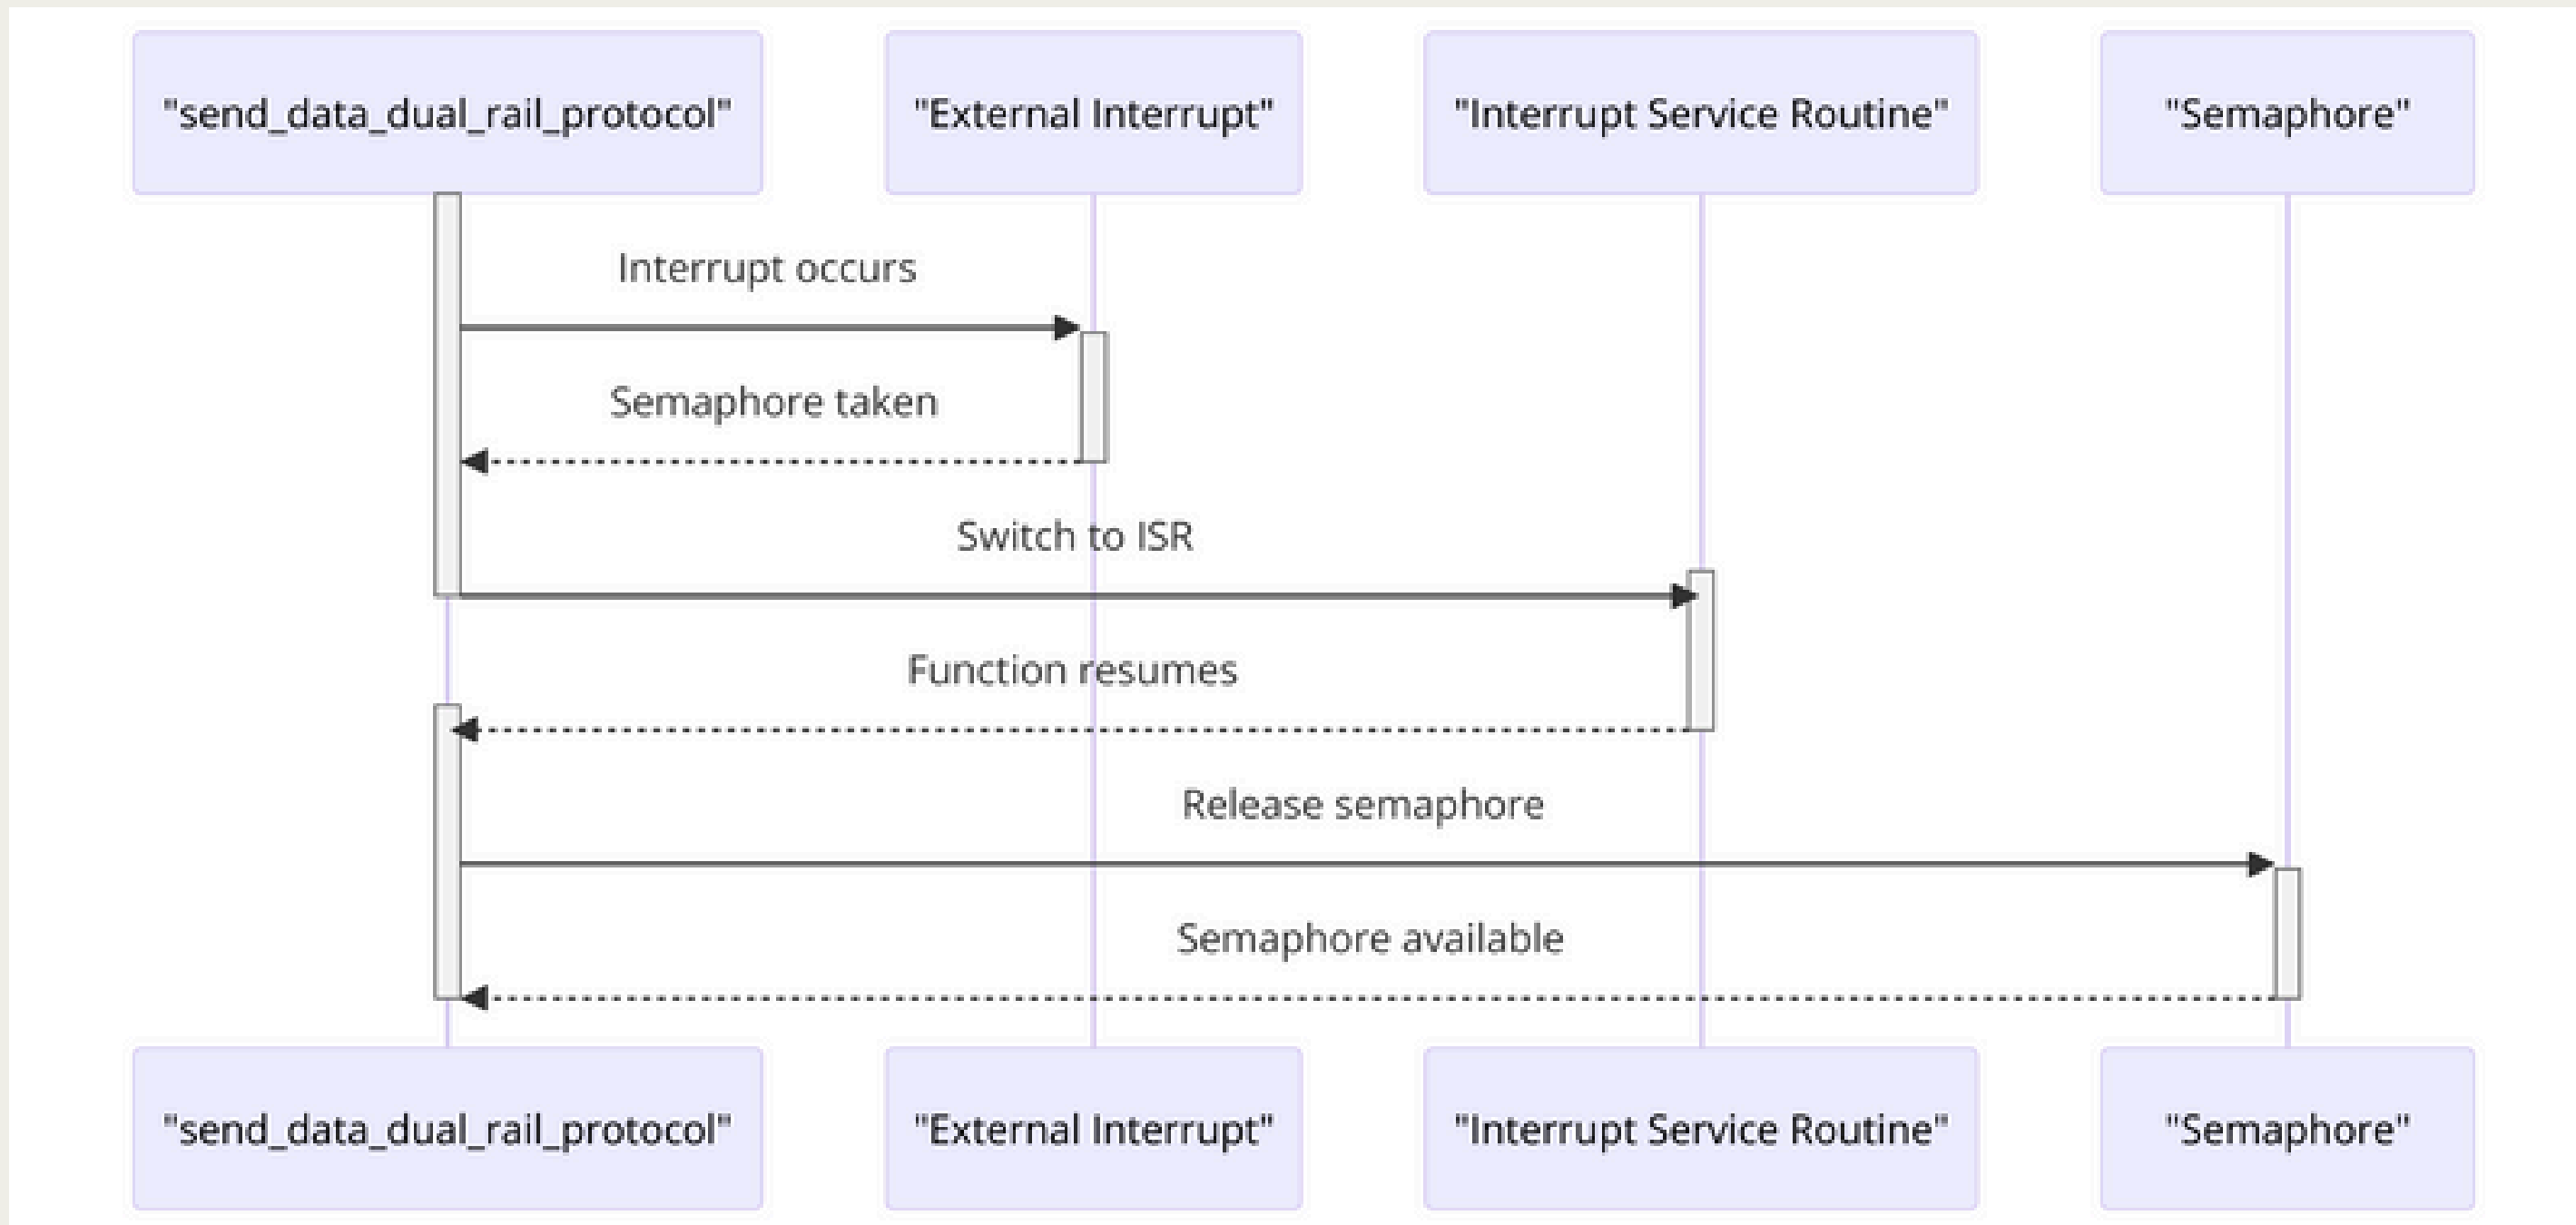 "send_data_dual_rail_protocol"
"External Interrupt"
"Interrupt Service Routine"
"Semaphore"
Interrupt occurs
Semaphore taken
Switch to ISR
Function resumes
Release semaphore
Semaphore available
"send_data_dual_rail_protocol"
"External Interrupt"
"Interrupt Service Routine"
"Semaphore"